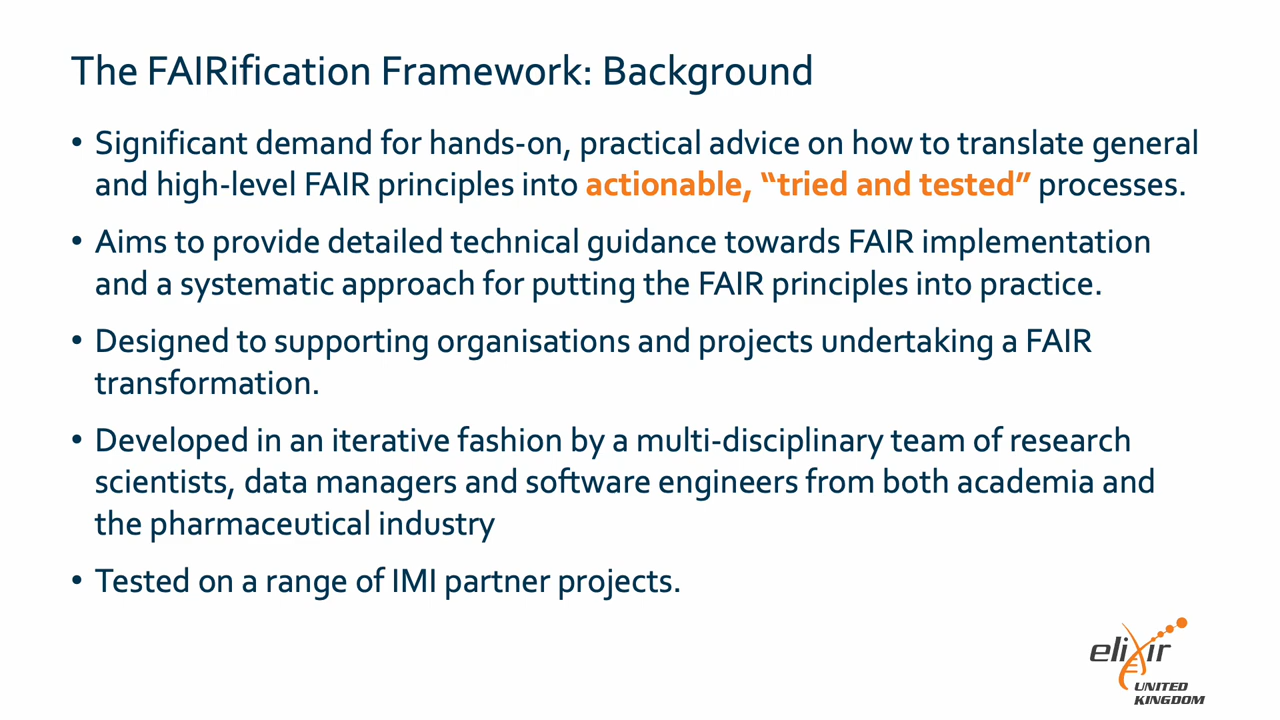 The FAIRification Framework: Background
• Significant demand for hands-on, practical advice on how to translate general
and high-level FAIR principles into actionable, “tried and tested” processes.
• Aims to provide detailed technical guidance towards FAIR implementation
and a systematic approach for putting the FAIR principles into practice.
• Designed to supporting organisations and projects undertaking a FAIR
transformation.
• Developed in an iterative fashion by a multi-disciplinary team of research
scientists, data managers and software engineers from both academia and
the pharmaceutical industry
• Tested on a range of IMI partner projects.
elixir
UNITED
KINGDOM